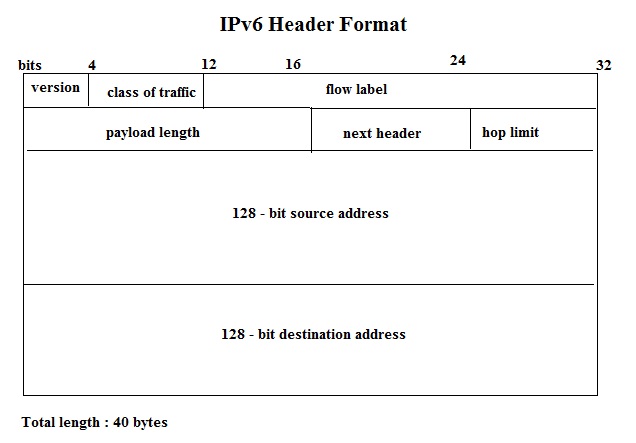 IPv6 Header Format
bits 4 12 16 24 32
version class of traffic flow label
payload length next header hop limit
128 - bit source address
128 - bit destination address
Total length : 40 bytes